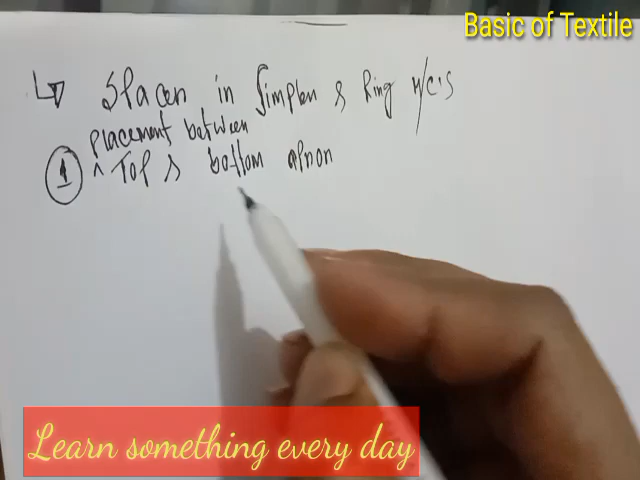 Basic of Textile
↳ Spacer in Simplex & Ring M/C'S
placement between
① ^ Top & bottom apron
Learn something every day